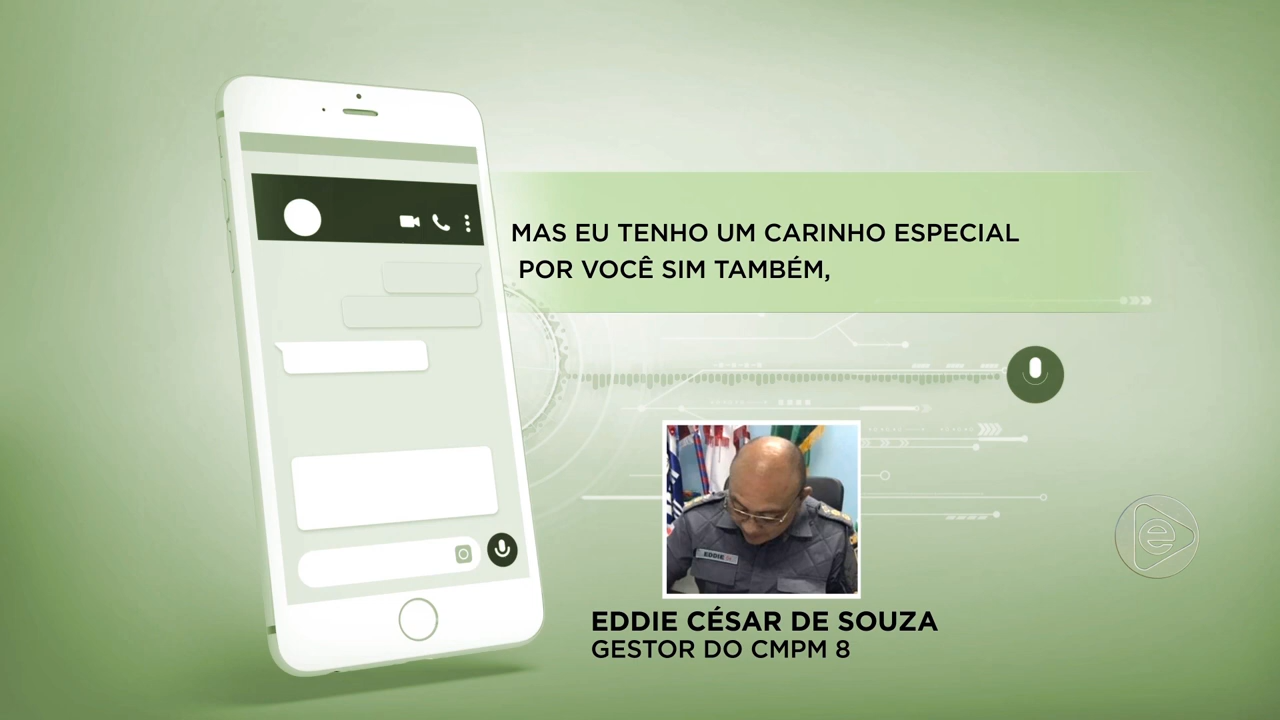 MAS EU TENHO UM CARINHO ESPECIAL
POR VOCÊ SIM TAMBÉM,
EDDIE
EDDIE CÉSAR DE SOUZA
GESTOR DO CMPM 8
e